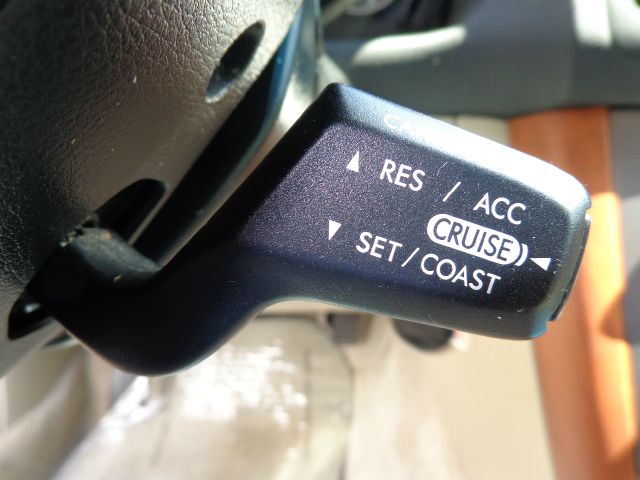 RES / ACC
CRUISE
SET / COAST